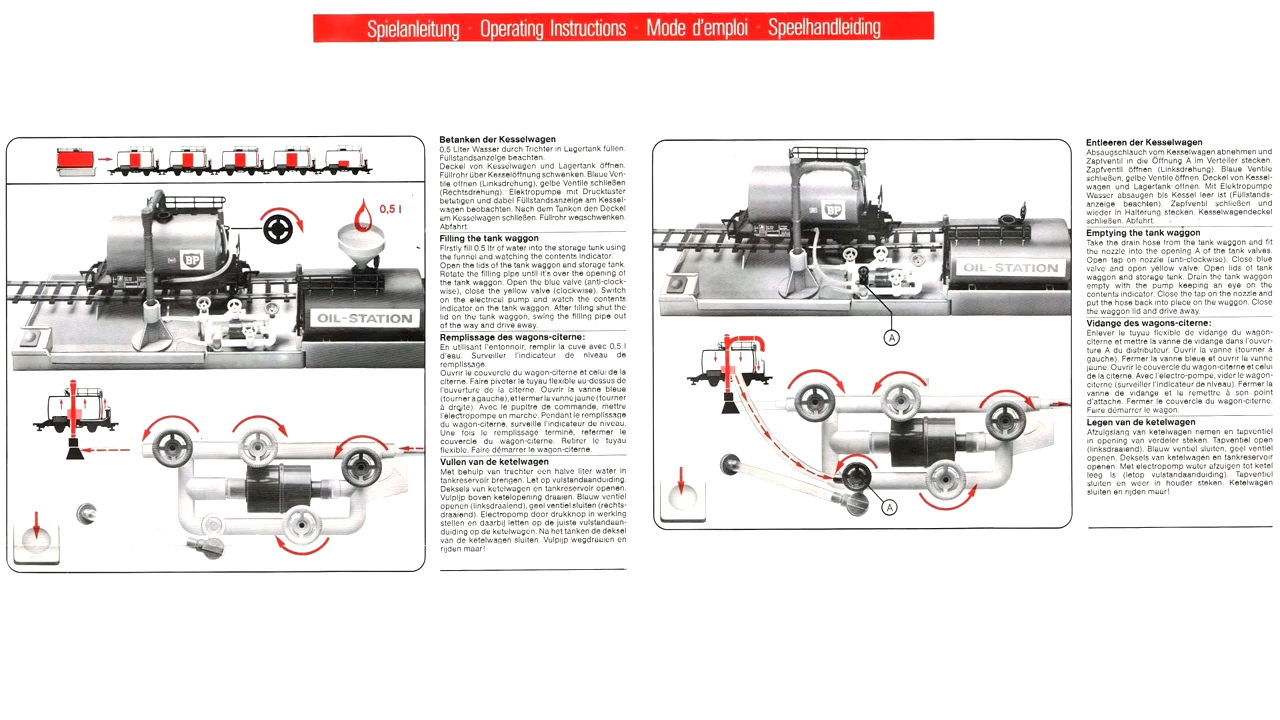 Spielanleitung · Operating Instructions · Mode d'emploi · Speelhandleiding
0,5 l
BP
OIL-STATION
Betanken der Kesselwagen
0,5 Liter Wasser durch Trichter in Lagertank füllen.
Füllstandsanzeige beachten.
Deckel von Kesselwagen und Lagertank öffnen.
Füllrohr über Kesselöffnung schwenken. Blaue Ven-
tile öffnen (Linksdrehung), gelbe Ventile schließen
(Rechtsdrehung). Elektropumpe mit Drucktaster
betätigen und dabei Füllstandsanzeige am Kessel-
wagen beobachten. Nach dem Tanken den Deckel
am Kesselwagen schließen. Füllrohr wegschwenken.
Abfahrt.
Filling the tank waggon
Firstly fill 0.5 ltr of water into the storage tank using
the funnel and watching the contents indicator.
Open the lids of the tank waggon and storage tank.
Rotate the filling pipe until it's over the opening of
the tank waggon. Open the blue valve (anti-clock-
wise), close the yellow valve (clockwise). Switch
on the electrical pump and watch the contents
indicator on the tank waggon. After filling shut the
lid on the tank waggon, swing the filling pipe out
of the way and drive away.
Remplissage des wagons-citerne:
En utilisant l'entonnoir, remplir la cuve avec 0,5 l
d'eau. Surveiller l'indicateur de niveau de
remplissage.
Ouvrir le couvercle du wagon-citerne et celui de la
citerne. Faire pivoter le tuyau flexible au-dessus de
l'ouverture de la citerne. Ouvrir la vanne bleue
(tourner a gauche), et fermer la vanne jaune (tourner
à droite). Avec le pupitre de commande, mettre
l'électropompe en marche. Pendant le remplissage
du wagon-citerne, surveille l'indicateur de niveau.
Une fois le remplissage terminé, refermer le
couvercle du wagon-citerne. Retirer le tuyau
flexible. Faire démarrer le wagon.
Vullen van de ketelwagen
Met behulp van trechter een halve liter water in
tankreservoir brengen. Let op vulstandaanduiding.
Deksels van ketelwagen en tankreservoir openen.
Vulpijp boven ketelopening draaien. Blauw ventiel
openen (linksdraaiend), geel ventiel sluiten (rechts-
draaiend). Electropomp door drukknop in werking
stellen en daarbij letten op de juiste vulstandaan-
duiding op de ketelwagen. Na het tanken de deksel
van de ketelwagen sluiten. Vulpijp wegdraaien en
rijden maar!
BP
OIL-STATION
A
A
Entleeren der Kesselwagen
Absaugschlauch vom Kesselwagen abnehmen und
Zapfventil in die Öffnung A im Verteiler stecken.
Zapfventil öffnen (Linksdrehung). Blaue Ventile
schließen, gelbe Ventile öffnen. Deckel von Kessel-
wagen und Lagertank öffnen. Mit Elektropumpe
Wasser absaugen bis Kessel leer ist (Füllstands-
anzeige beachten). Zapfventil schließen und
wieder in Halterung stecken. Kesselwagendeckel
schließen. Abfahrt.
Emptying the tank waggon
Take the drain hose from the tank waggon and fit
the nozzle into the opening A of the tank valves.
Open tap on nozzle (anti-clockwise). Close blue
valve and open yellow valve. Open lids of tank
waggon and storage tank. Drain the tank waggon
empty with the pump keeping an eye on the
contents indicator. Close the tap on the nozzle and
put the hose back into place on the waggon. Close
the waggon lid and drive away.
Vidange des wagons-citerne:
Enlever le tuyau flexible de vidange du wagon-
citerne et mettre la vanne de vidange dans l'ouver-
ture A du distributeur. Ouvrir la vanne (tourner à
gauche). Fermer la vanne bleue et ouvrir la vanne
jaune. Ouvrir le couvercle du wagon-citerne et celui
de la citerne. Avec l'électro-pompe, vider le wagon-
citerne (surveiller l'indicateur de niveau). Fermer la
vanne de vidange et la remettre à son point
d'attache. Fermer le couvercle du wagon-citerne.
Faire démarrer le wagon.
Legen van de ketelwagen
Afzuigslang van ketelwagen nemen en tapventiel
in opening van verdeler steken. Tapventiel open
(linksdraaiend). Blauw ventiel sluiten, geel ventiel
openen. Deksels van ketelwagen en tankreservoir
openen. Met electropomp water afzuigen tot ketel
leeg is (letop vulstandaanduiding). Tapventiel
sluiten en weer in houder steken. Ketelwagen
sluiten en rijden maar!